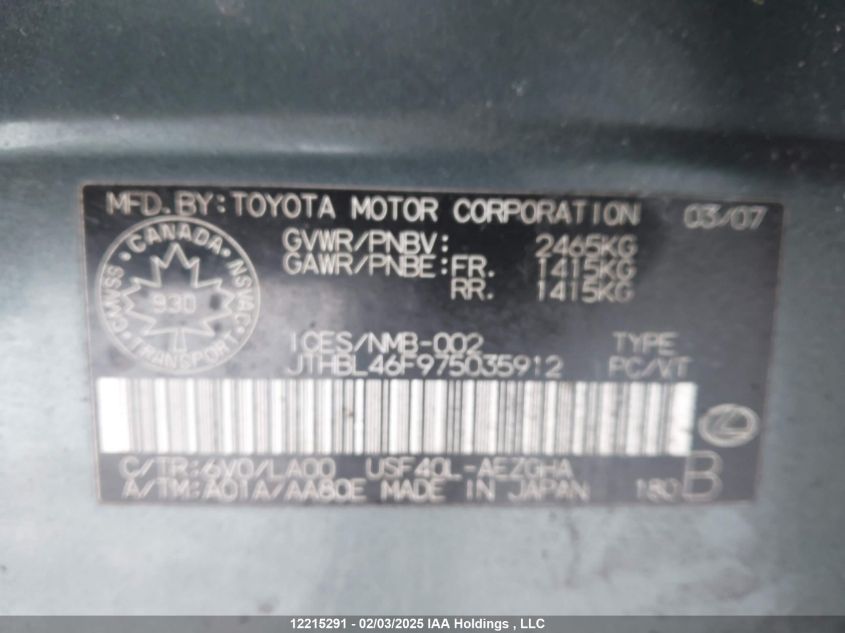 MFD.BY:TOYOTA MOTOR CORPORATION 03/07
GVWR/PNBV: 2465KG
GAWR/PNBE:FR. 1415KG
RR. 1415KG
CANADA
CMVSS NSVAC
930
TRANSPORT
ICES/NMB-002 TYPE
JTHBL46F975035912 PC/VT
C/TR:6V0/LA00 USF40L-AEZGHA
A/TM:A01A/AA80E MADE IN JAPAN 180 B
12215291 - 02/03/2025 IAA Holdings , LLC